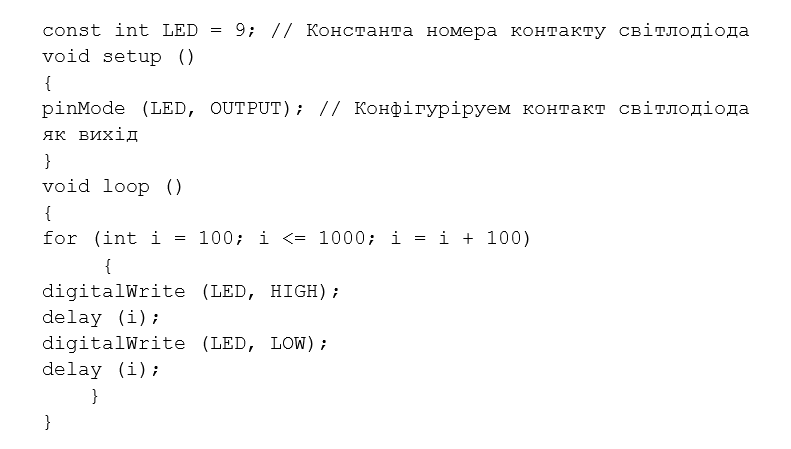 const int LED = 9; // Константа номера контакту світлодіода
void setup ()
{
pinMode (LED, OUTPUT); // Конфігуріруем контакт світлодіода
як вихід
}
void loop ()
{
for (int i = 100; i <= 1000; i = i + 100)
{
digitalWrite (LED, HIGH);
delay (i);
digitalWrite (LED, LOW);
delay (i);
}
}